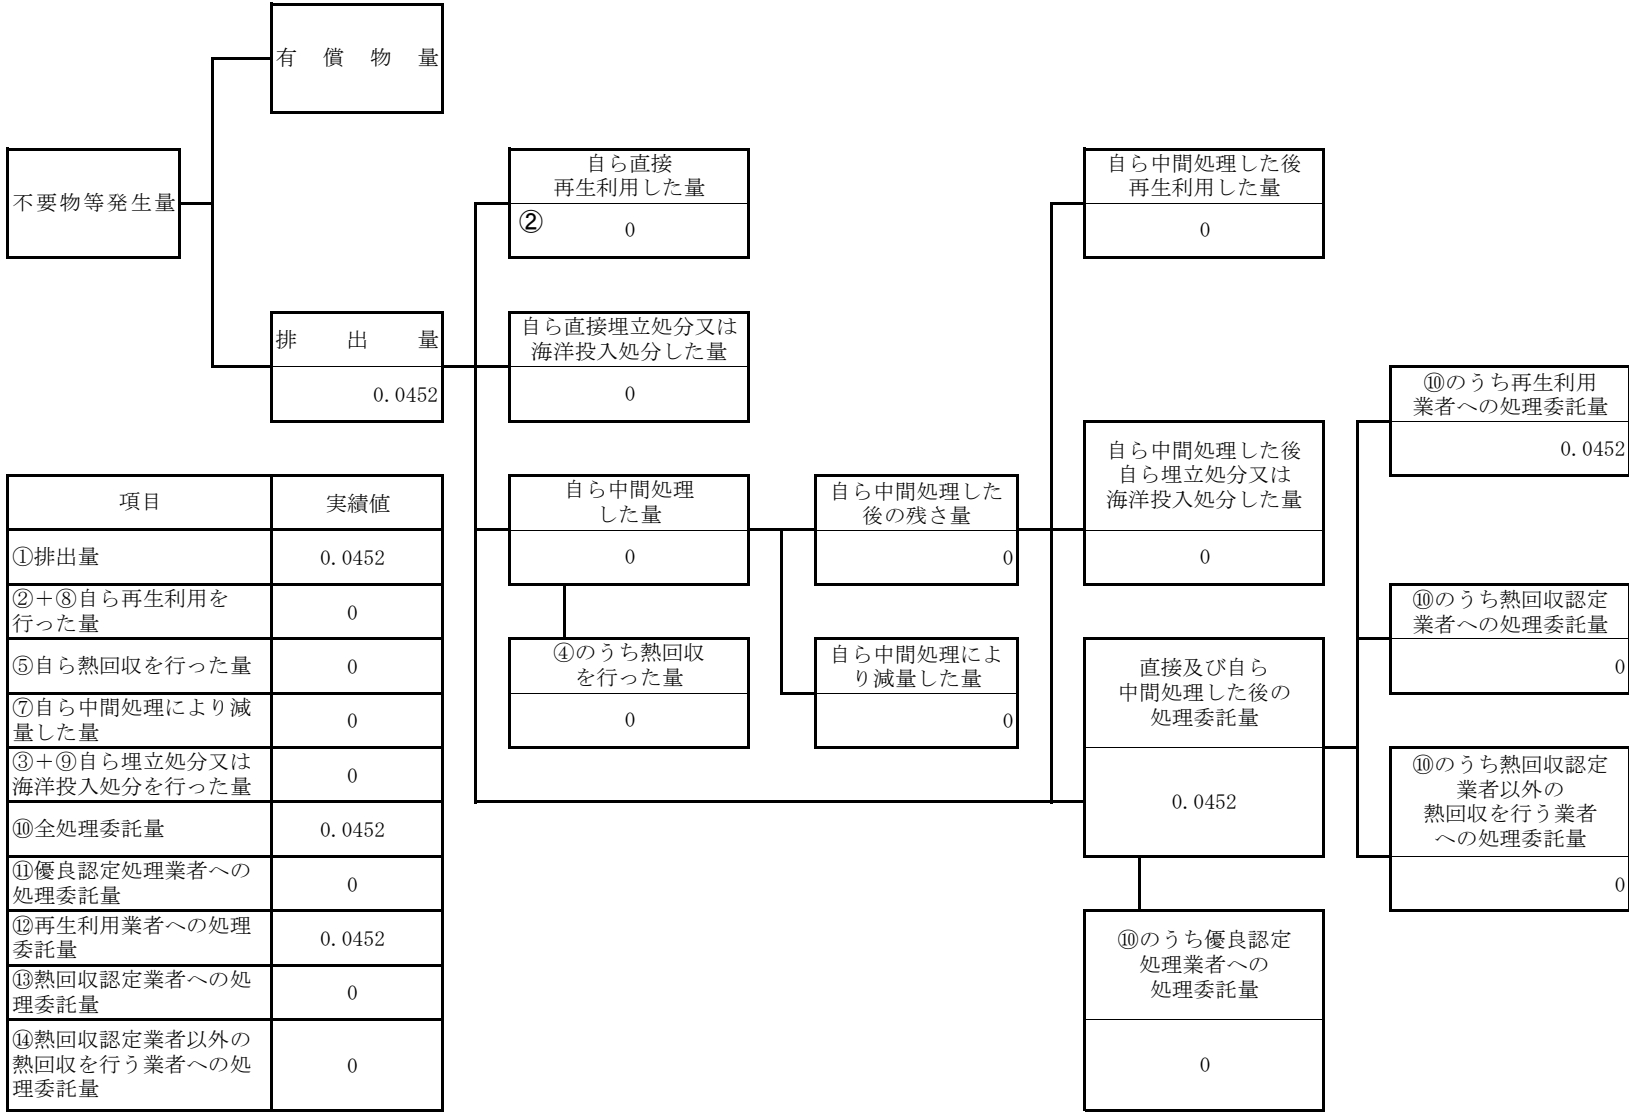 有償物量
不要物等発生量
自ら直接
再生利用した量
②
0
自ら中間処理した後
再生利用した量
0
排出量
0.0452
自ら直接埋立処分又は
海洋投入処分した量
0
⑩のうち再生利用
業者への処理委託量
0.0452
自ら中間処理
した量
0
自ら中間処理した
後の残さ量
0
自ら中間処理した後
自ら埋立処分又は
海洋投入処分した量
0
④のうち熱回収
を行った量
0
自ら中間処理によ
り減量した量
0
直接及び自ら
中間処理した後の
処理委託量
0.0452
⑩のうち熱回収認定
業者への処理委託量
0
⑩のうち熱回収認定
業者以外の
熱回収を行う業者
への処理委託量
0
⑩のうち優良認定
処理業者への
処理委託量
0
項目 実績値
①排出量 0.0452
②+⑧自ら再生利用を
行った量 0
⑤自ら熱回収を行った量 0
⑦自ら中間処理により減
量した量 0
③+⑨自ら埋立処分又は
海洋投入処分を行った量 0
⑩全処理委託量 0.0452
⑪優良認定処理業者への
処理委託量 0
⑫再生利用業者への処理
委託量 0.0452
⑬熱回収認定業者への処
理委託量 0
⑭熱回収認定業者以外の
熱回収を行う業者への処
理委託量 0